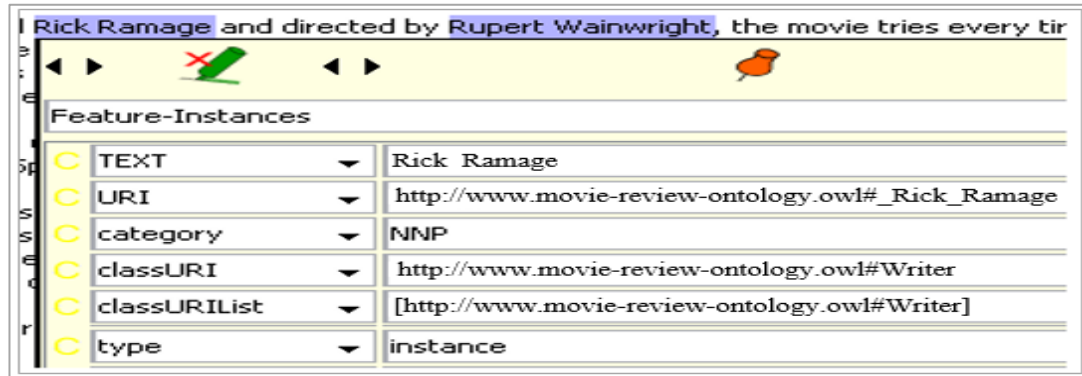 Rick Ramage and directed by Rupert Wainwright, the movie tries every tir
Feature-Instances
C TEXT Rick Ramage
C URI http://www.movie-review-ontology.owl#_Rick_Ramage
C category NNP
C classURI http://www.movie-review-ontology.owl#Writer
C classURIList [http://www.movie-review-ontology.owl#Writer]
C type instance